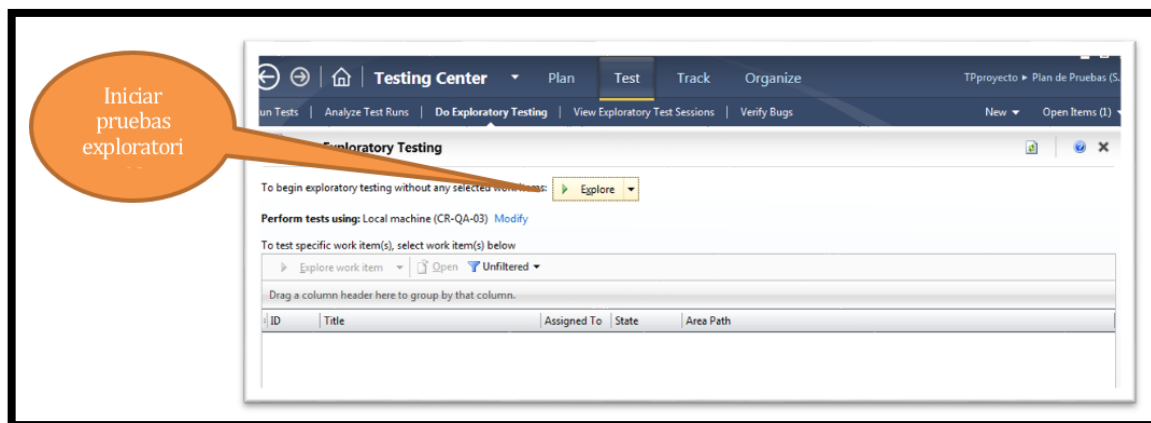 Iniciar
pruebas
exploratori
Testing Center Plan Test Track Organize TPproyecto ▸ Plan de Pruebas (S.
un Tests | Analyze Test Runs | Do Exploratory Testing | View Exploratory Test Sessions | Verify Bugs New Open Items (1)
Exploratory Testing
To begin exploratory testing without any selected work items: Explore
Perform tests using: Local machine (CR-QA-03) Modify
To test specific work item(s), select work item(s) below
Explore work item Open Unfiltered
Drag a column header here to group by that column.
ID Title Assigned To State Area Path